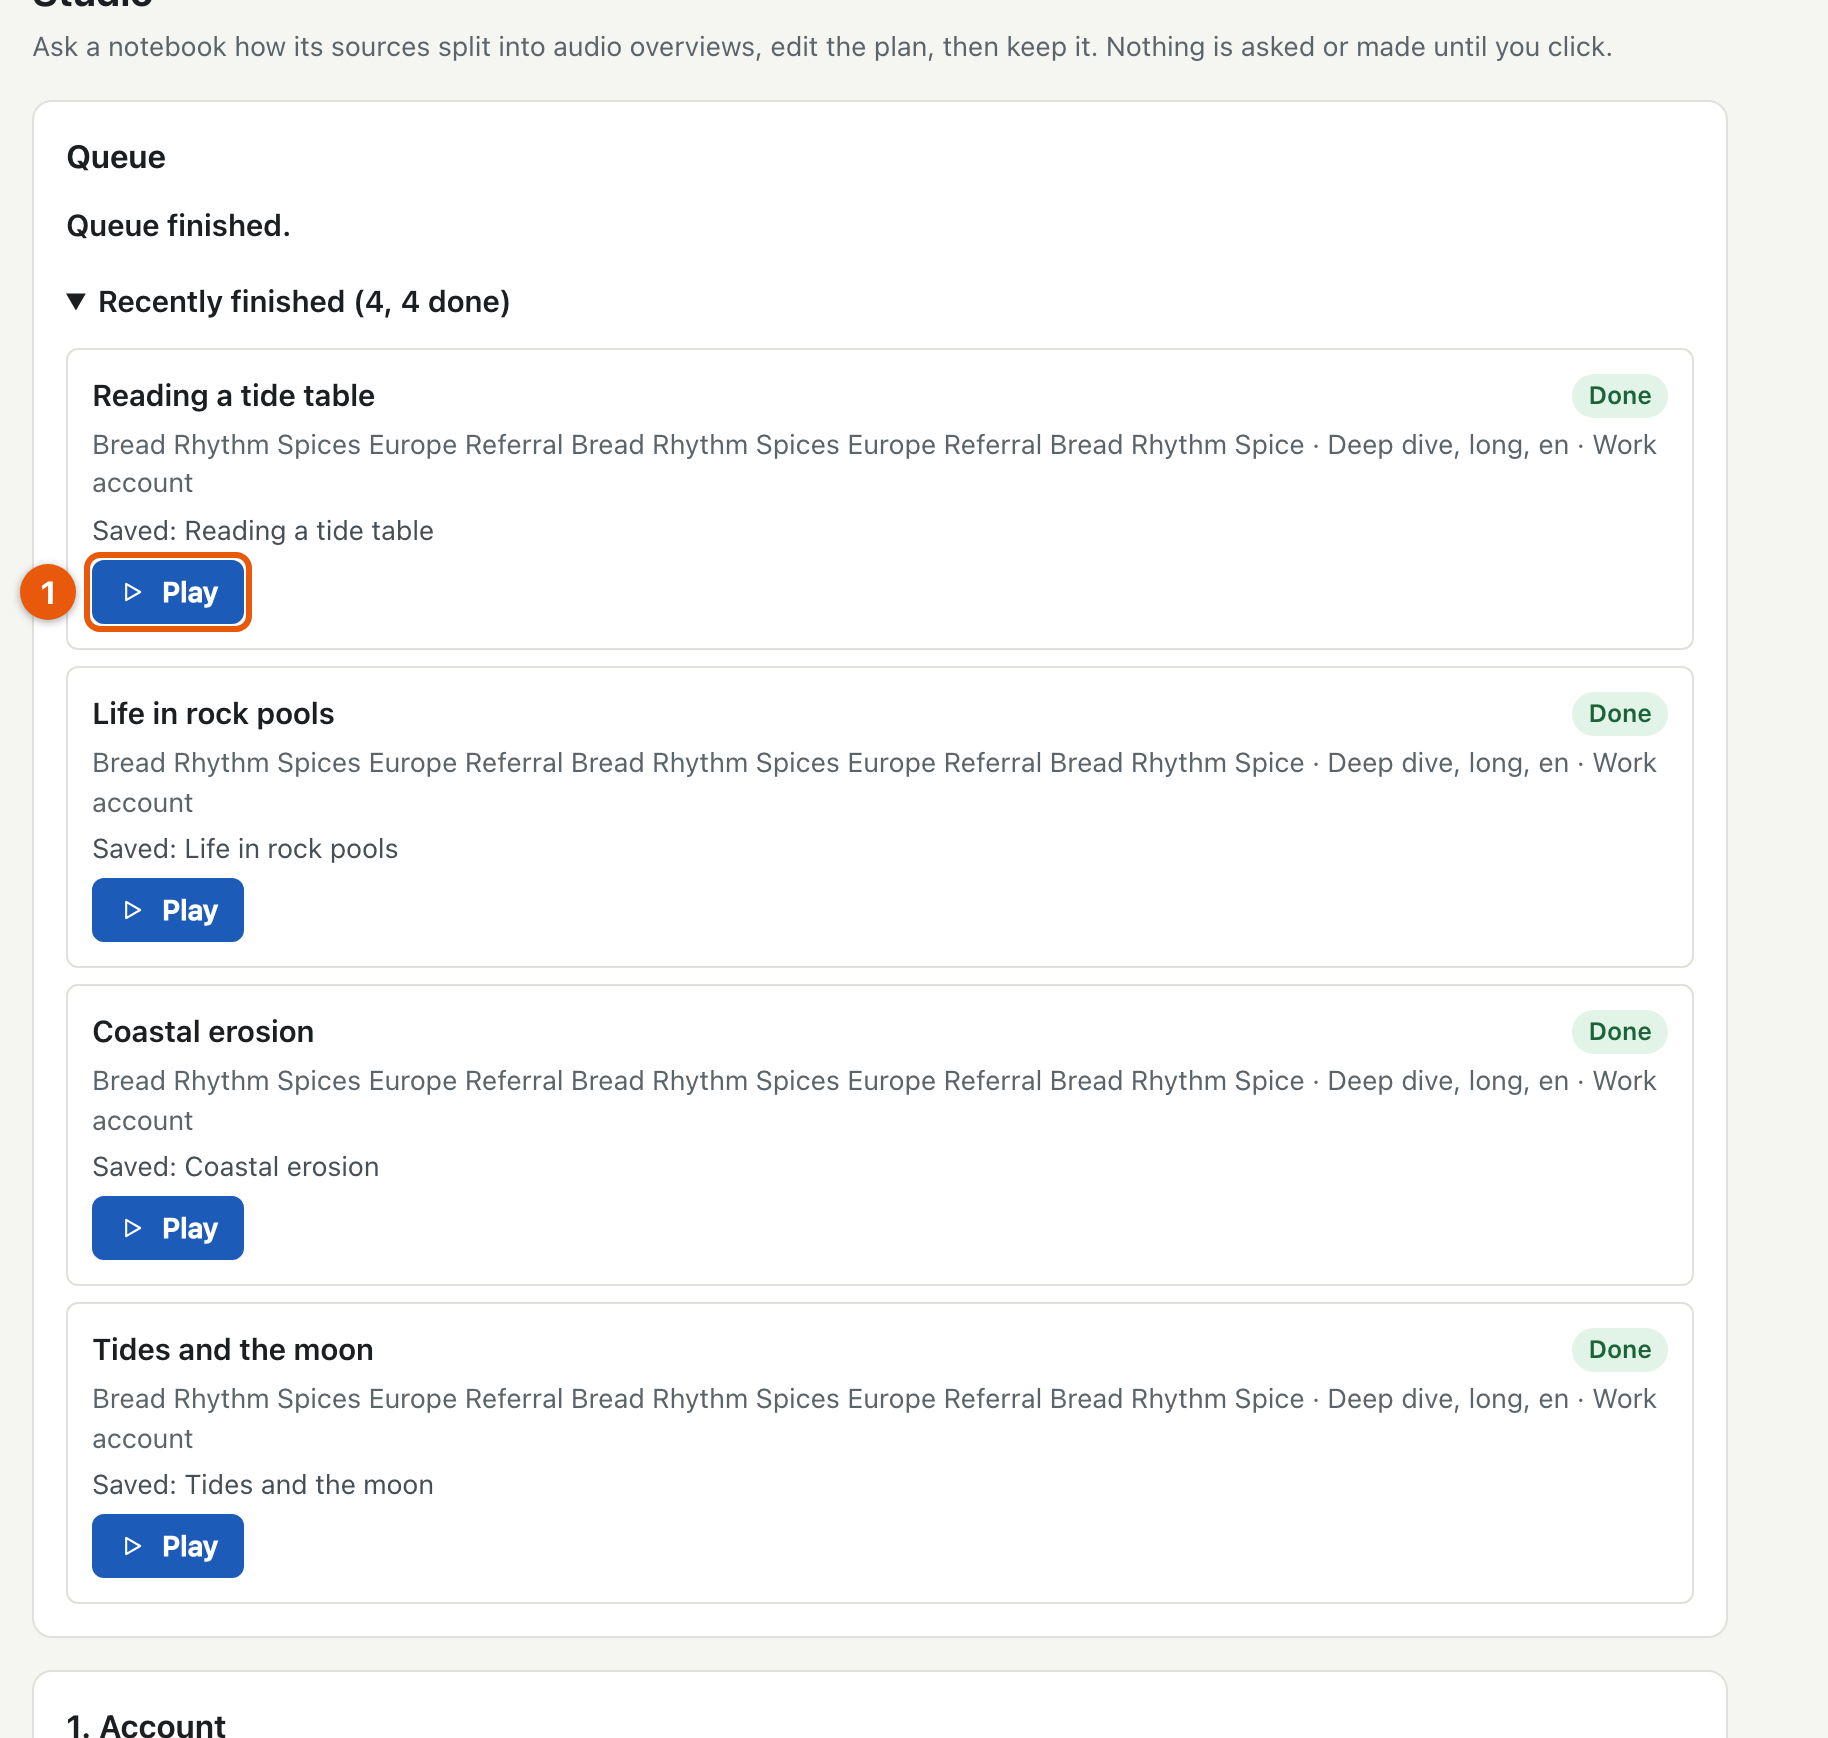 Studio
Ask a notebook how its sources split into audio overviews, edit the plan, then keep it. Nothing is asked or made until you click.
Queue
Queue finished.
▼ Recently finished (4, 4 done)
Reading a tide table
Done
Bread Rhythm Spices Europe Referral Bread Rhythm Spices Europe Referral Bread Rhythm Spice · Deep dive, long, en · Work
account
Saved: Reading a tide table
1
Play
Life in rock pools
Done
Bread Rhythm Spices Europe Referral Bread Rhythm Spices Europe Referral Bread Rhythm Spice · Deep dive, long, en · Work
account
Saved: Life in rock pools
Play
Coastal erosion
Done
Bread Rhythm Spices Europe Referral Bread Rhythm Spices Europe Referral Bread Rhythm Spice · Deep dive, long, en · Work
account
Saved: Coastal erosion
Play
Tides and the moon
Done
Bread Rhythm Spices Europe Referral Bread Rhythm Spices Europe Referral Bread Rhythm Spice · Deep dive, long, en · Work
account
Saved: Tides and the moon
Play
1. Account